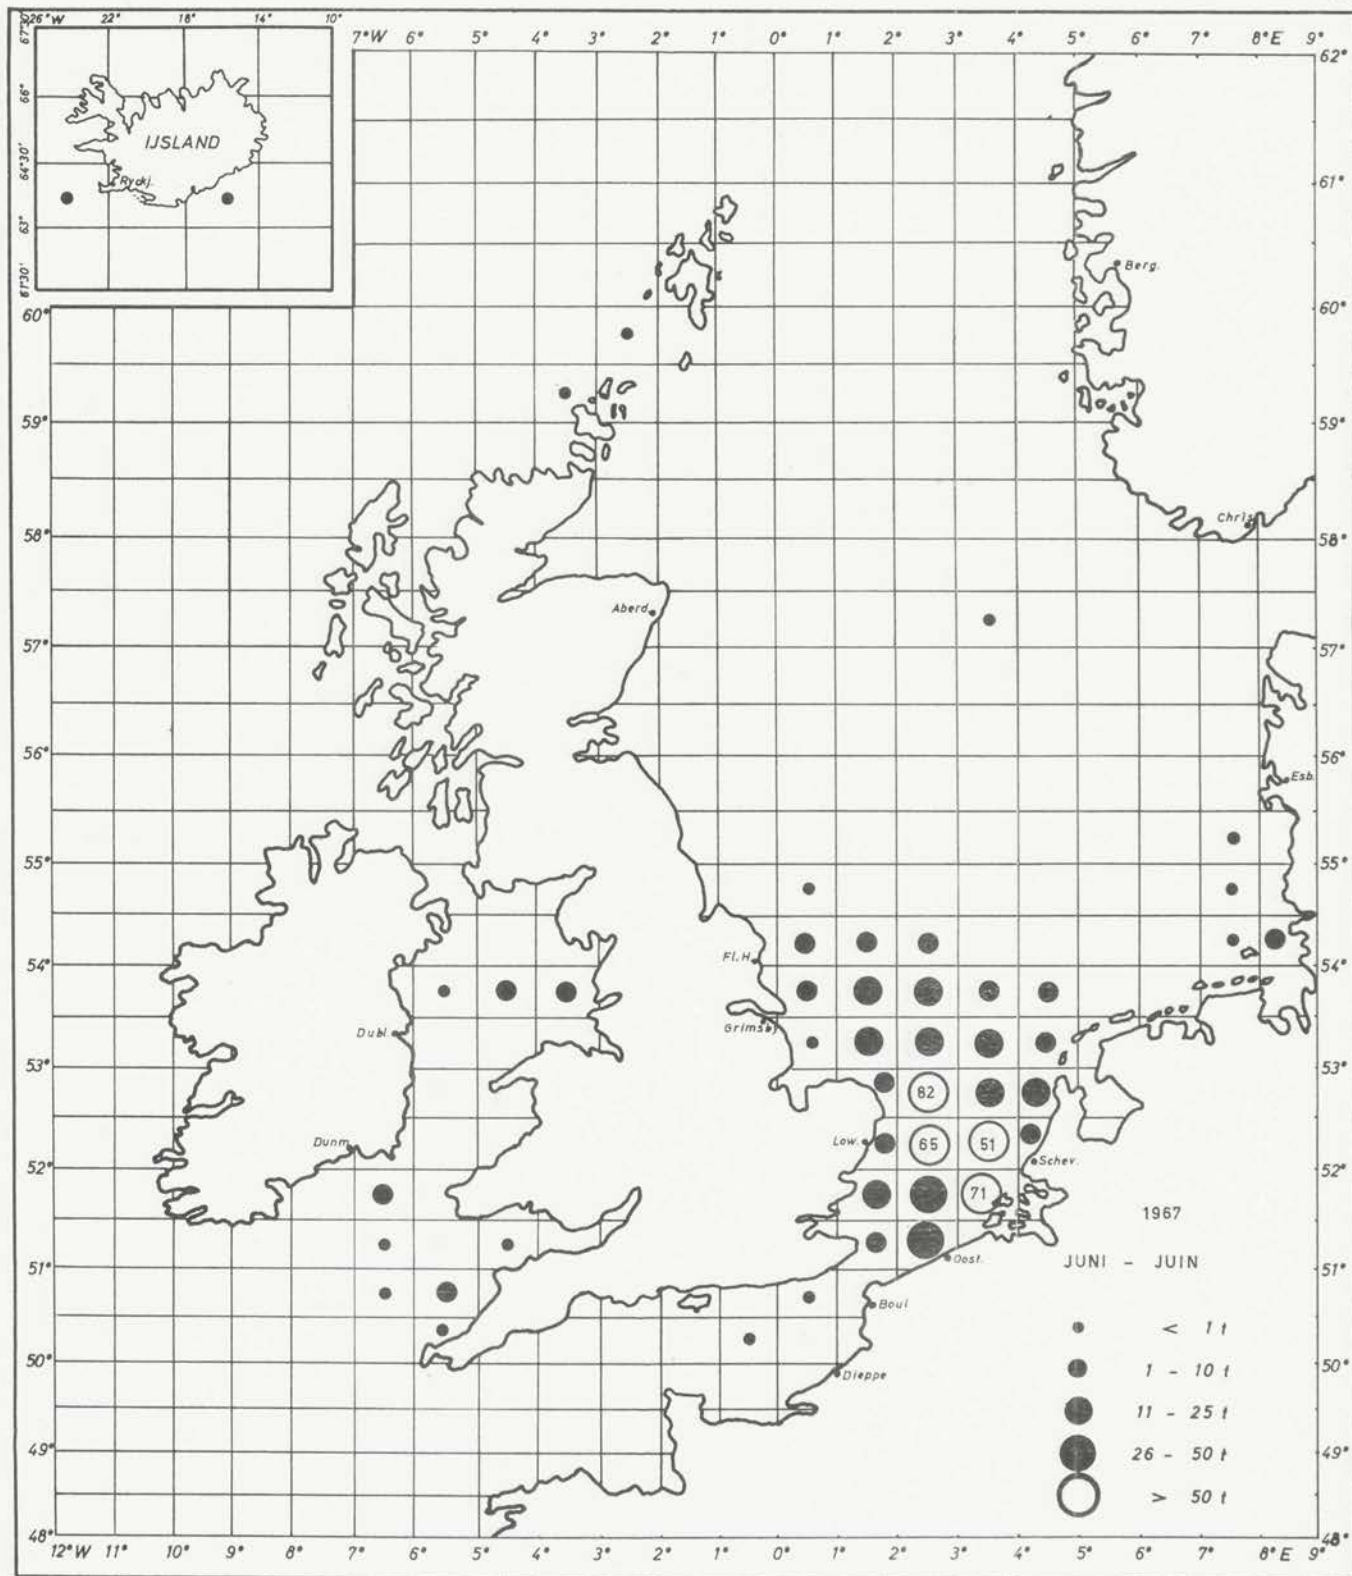 26° W 22° 18° 14° 10°
67°30'
66°
64°30'
63°
61°30'
IJSLAND
Ryckj.
7°W 6° 5° 4° 3° 2° 1° 0° 1° 2° 3° 4° 5° 6° 7° 8°E 9°
62° 
61°
60° 60°
59° 59°
58° 58°
57° 57°
56° 56°
55° 55°
54° 54°
53° 53°
52° 52°
51° 51°
50° 50°
49° 49°
48° 48°
Berg.
Chris
Aberd.
Esb.
Fl.H.
Grimsby
Dubl.
82
Dunm
Low.
65
51
Schev.
71
Oost.
Boul
Dieppe
1967
JUNI - JUIN
< 1 t
1 - 10 t
11 - 25 t
26 - 50 t
> 50 t
12°W 11° 10° 9° 8° 7° 6° 5° 4° 3° 2° 1° 0° 1° 2° 3° 4° 5° 6° 7° 8°E 9°